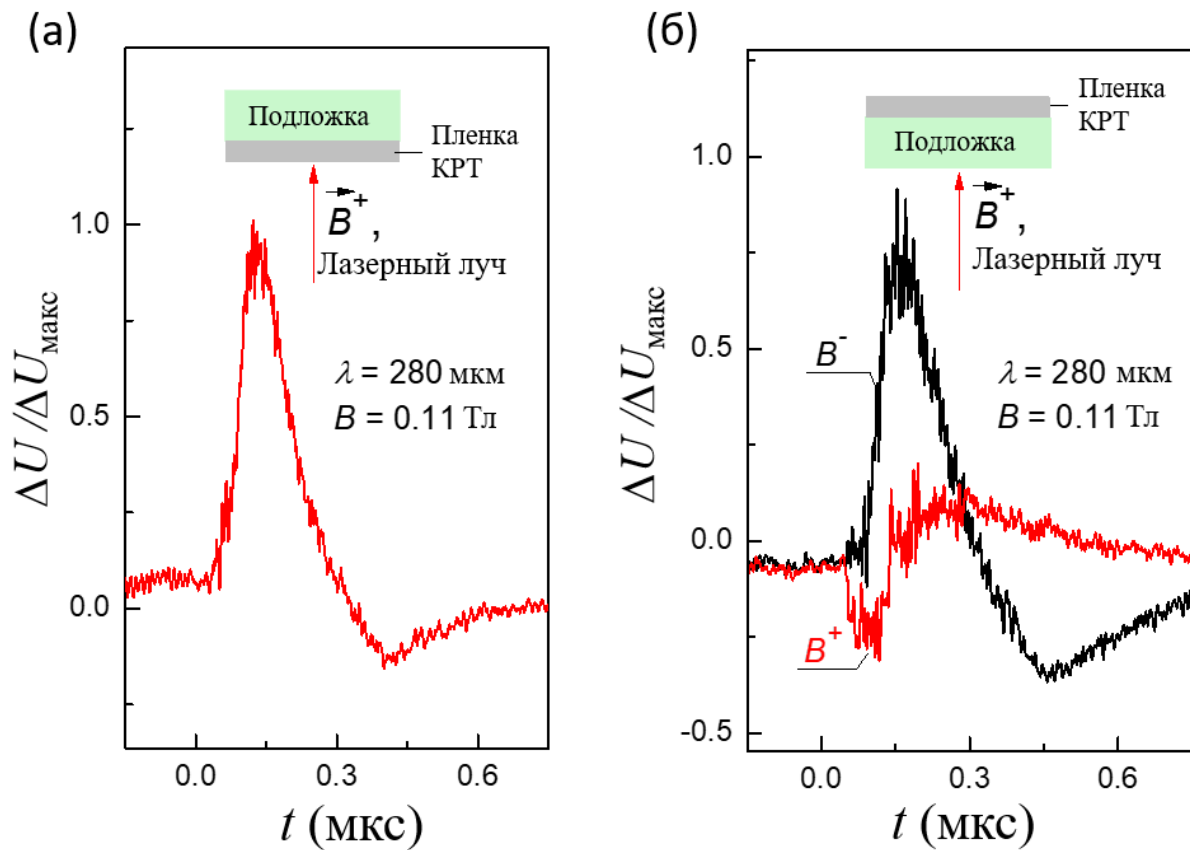 (а)
Подложка
Пленка
КРТ
B⁺,
Лазерный луч
λ = 280 мкм
B = 0.11 Тл
ΔU /ΔUмакс
1.0
0.5
0.0
0.0
0.3
0.6
t (мкс)
(б)
Пленка
КРТ
Подложка
B⁺,
Лазерный луч
B⁻
λ = 280 мкм
B = 0.11 Тл
B⁺
ΔU /ΔUмакс
1.0
0.5
0.0
-0.5
0.0
0.3
0.6
t (мкс)